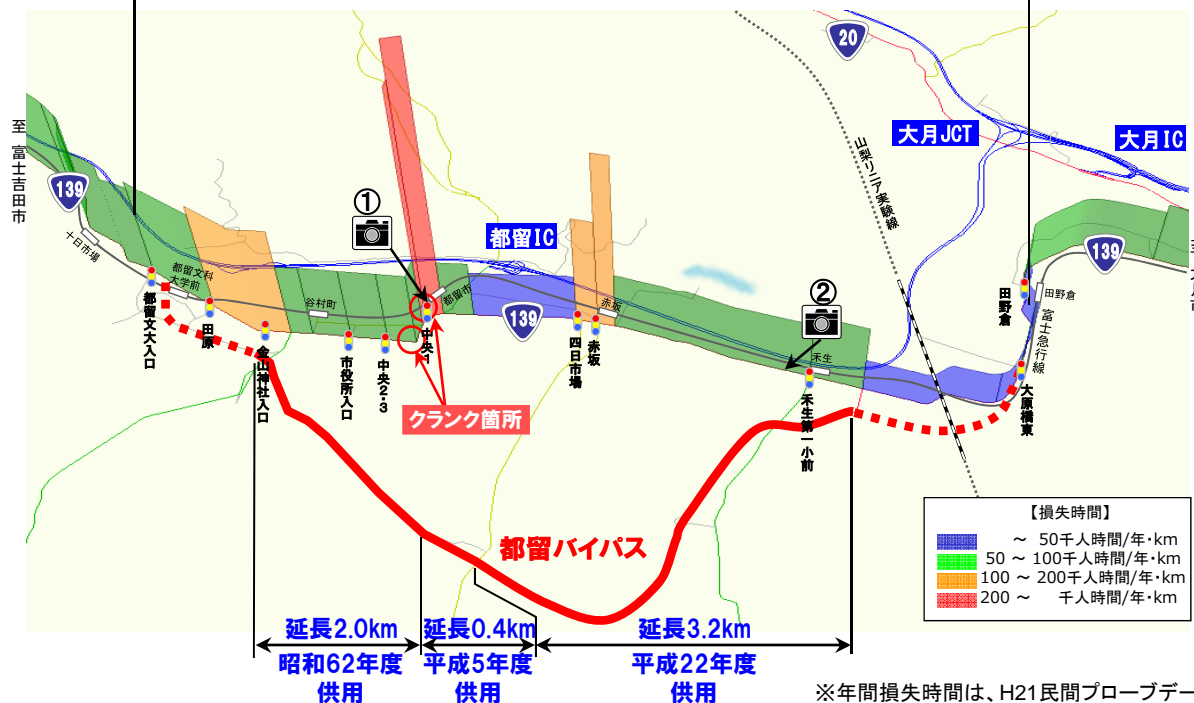 20
大月JCT
大月IC
山梨リニア実験線
至 富士吉田市
139
十日市場
都留文大入口
都留文科
大学前
田原
金山神社入口
谷村町
市役所入口
中央2・3
①
中央1
都留市
都留IC
139
四日市場
赤坂
赤坂
②
禾生
禾生第一小前
田野倉
田野倉
富士急行線
大原橋東
139
クランク箇所
都留バイパス
【損失時間】
～ 50千人時間/年・km
50 ～ 100千人時間/年・km
100 ～ 200千人時間/年・km
200 ～ 千人時間/年・km
延長2.0km
昭和62年度
供用
延長0.4km
平成5年度
供用
延長3.2km
平成22年度
供用
※年間損失時間は、H21民間プローブデー